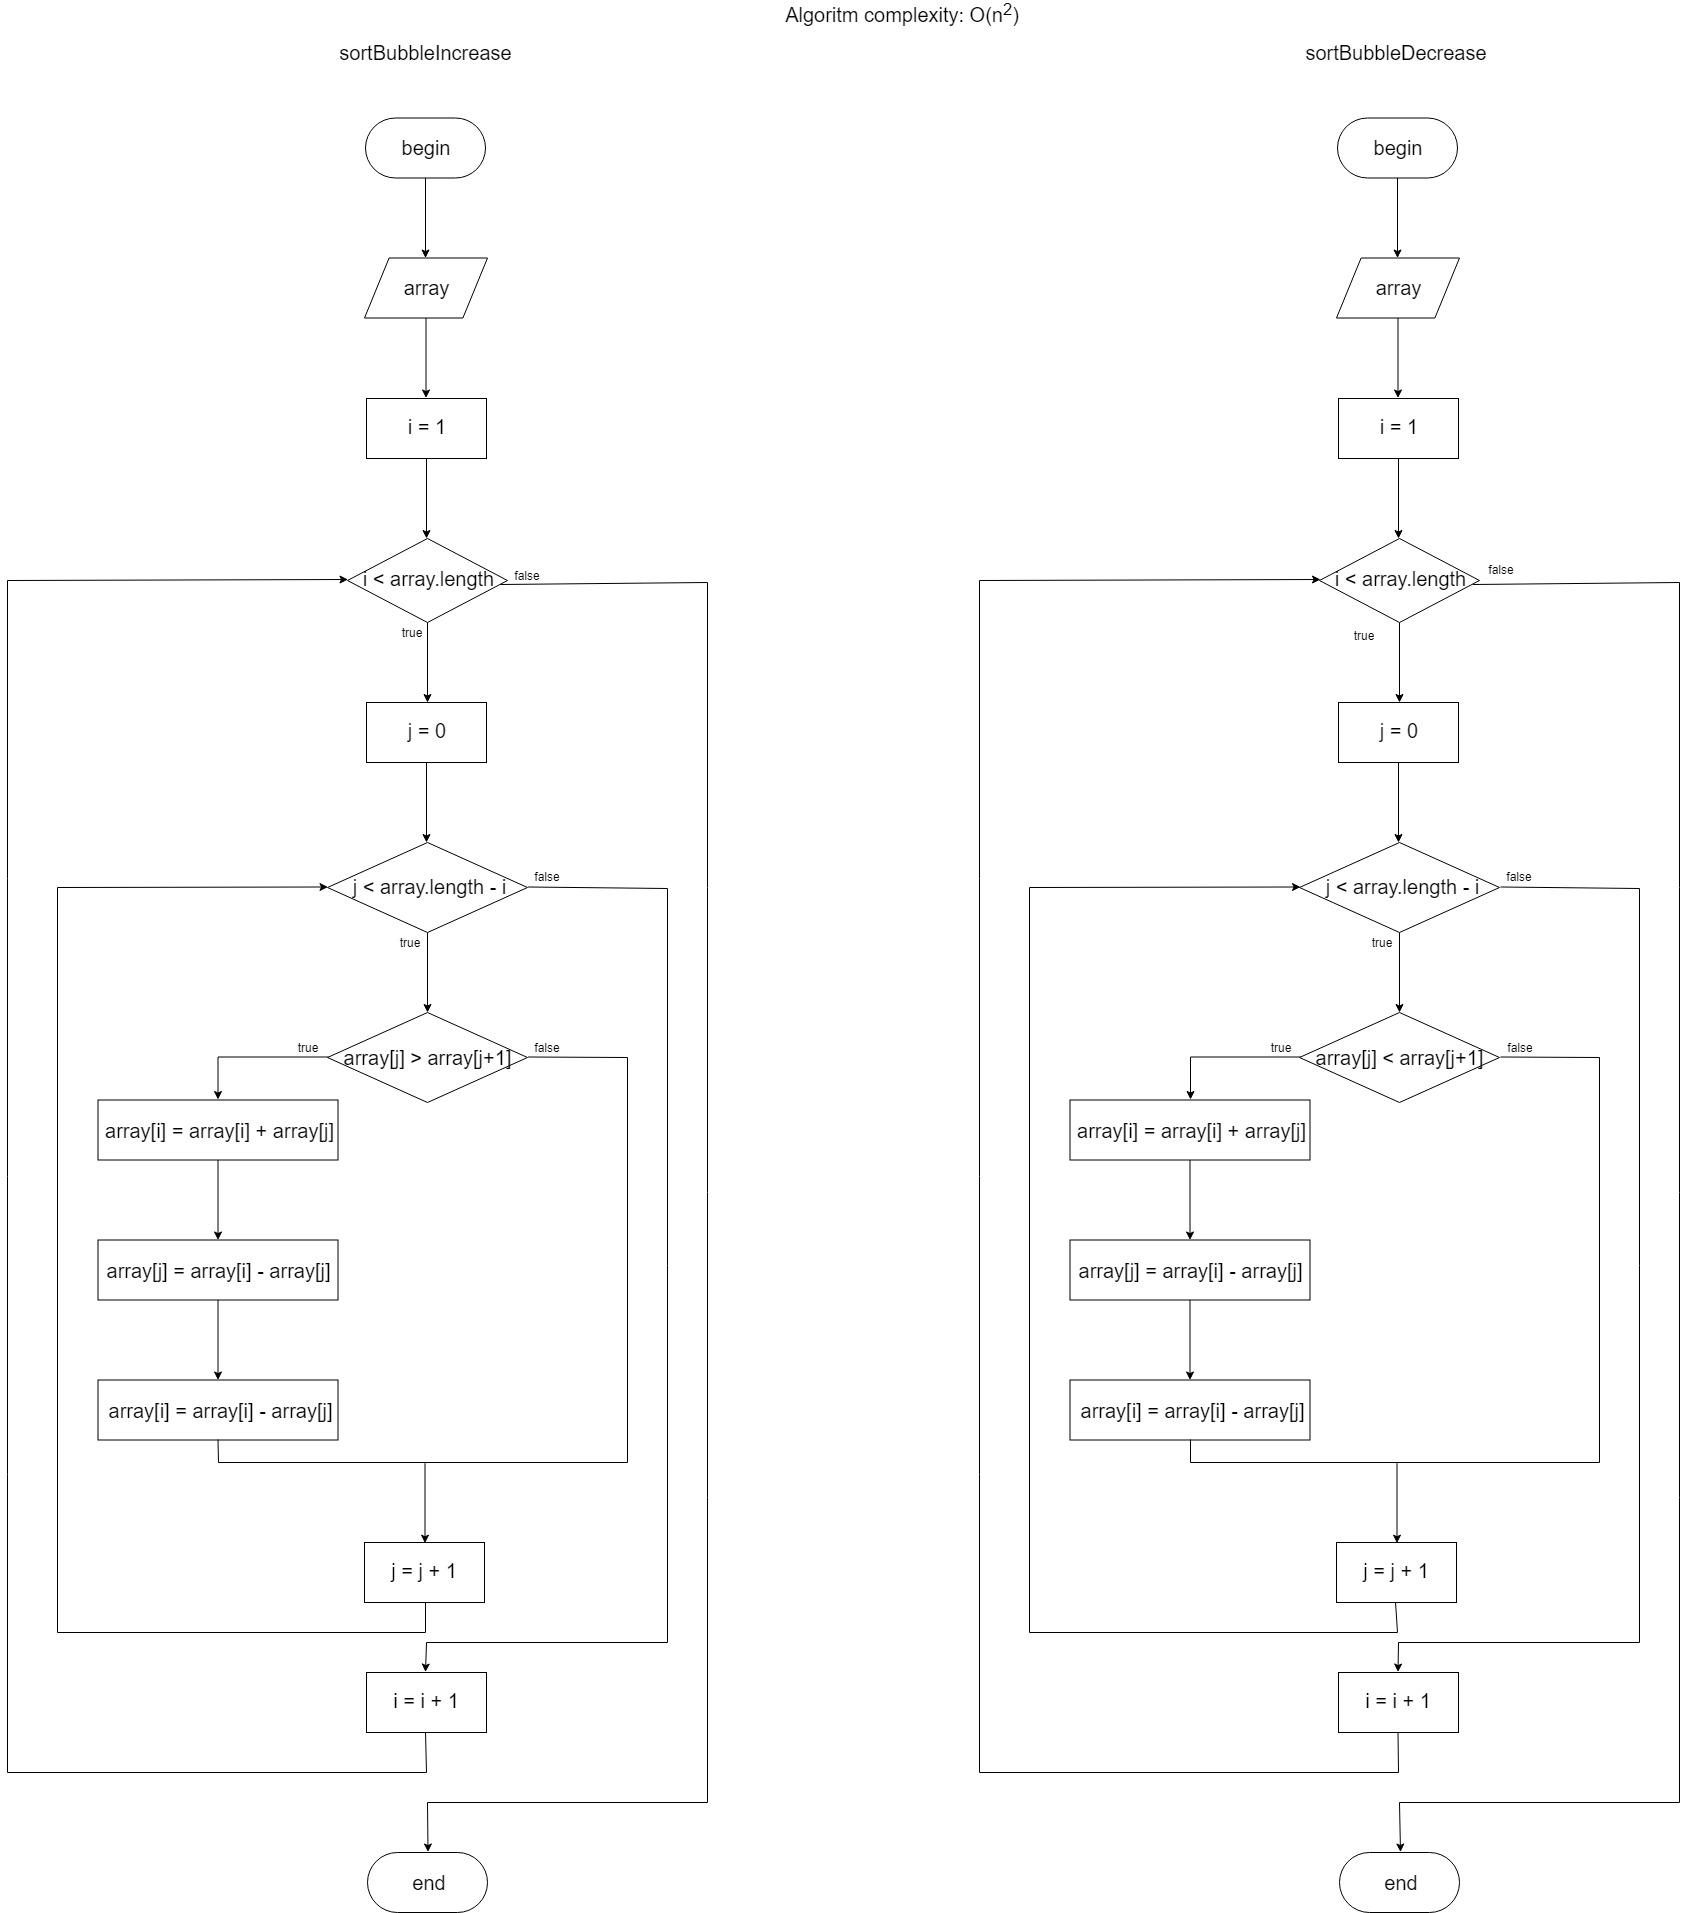 Algoritm complexity: O(n²)
sortBubbleIncrease
begin
array
i = 1
i < array.length
false
true
j = 0
j < array.length - i
false
true
array[j] > array[j+1]
true
false
array[i] = array[i] + array[j]
array[j] = array[i] - array[j]
array[i] = array[i] - array[j]
j = j + 1
i = i + 1
end
sortBubbleDecrease
begin
array
i = 1
i < array.length
false
true
j = 0
j < array.length - i
false
true
array[j] < array[j+1]
true
false
array[i] = array[i] + array[j]
array[j] = array[i] - array[j]
array[i] = array[i] - array[j]
j = j + 1
i = i + 1
end